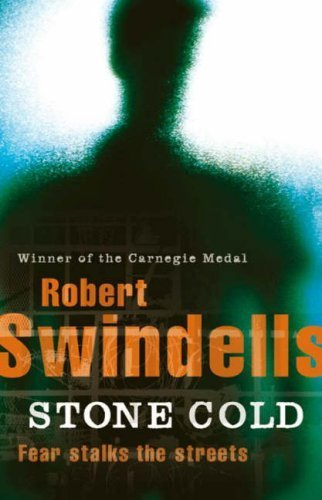 Winner of the Carnegie Medal
Robert
Swindells
STONE COLD
Fear stalks the streets